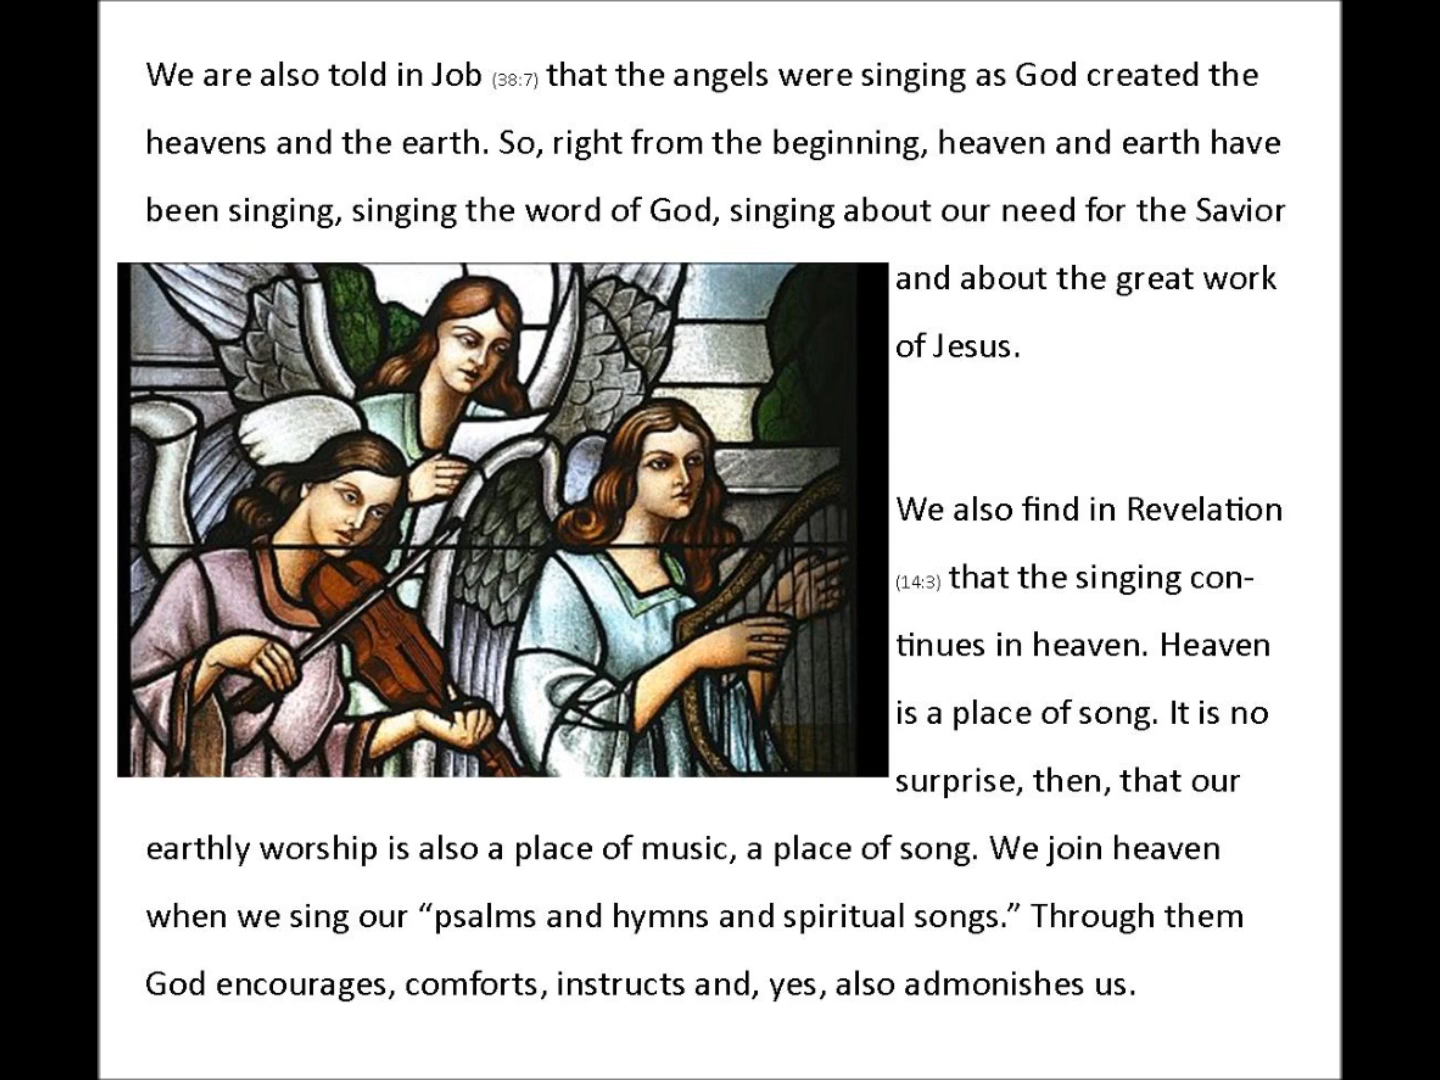 We are also told in Job (38:7) that the angels were singing as God created the
heavens and the earth. So, right from the beginning, heaven and earth have
been singing, singing the word of God, singing about our need for the Savior
and about the great work
of Jesus.
We also find in Revelation
(14:3) that the singing con-
tinues in heaven. Heaven
is a place of song. It is no
surprise, then, that our
earthly worship is also a place of music, a place of song. We join heaven
when we sing our “psalms and hymns and spiritual songs.” Through them
God encourages, comforts, instructs and, yes, also admonishes us.